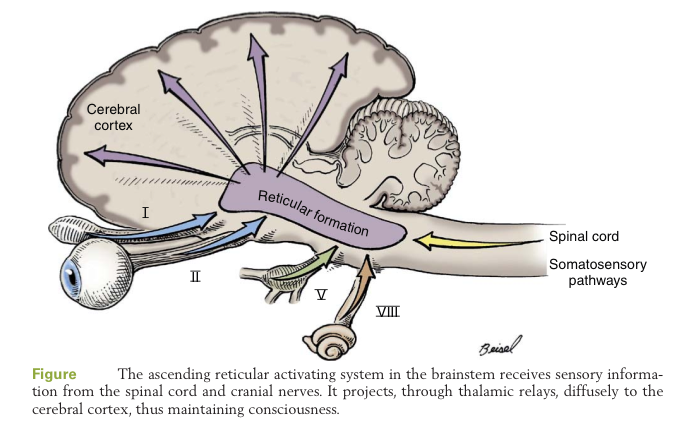 Cerebral
cortex
Reticular formation
I
II
V
VIII
Spinal cord
Somatosensory
pathways
Beisel
Figure The ascending reticular activating system in the brainstem receives sensory informa-
tion from the spinal cord and cranial nerves. It projects, through thalamic relays, diffusely to the
cerebral cortex, thus maintaining consciousness.